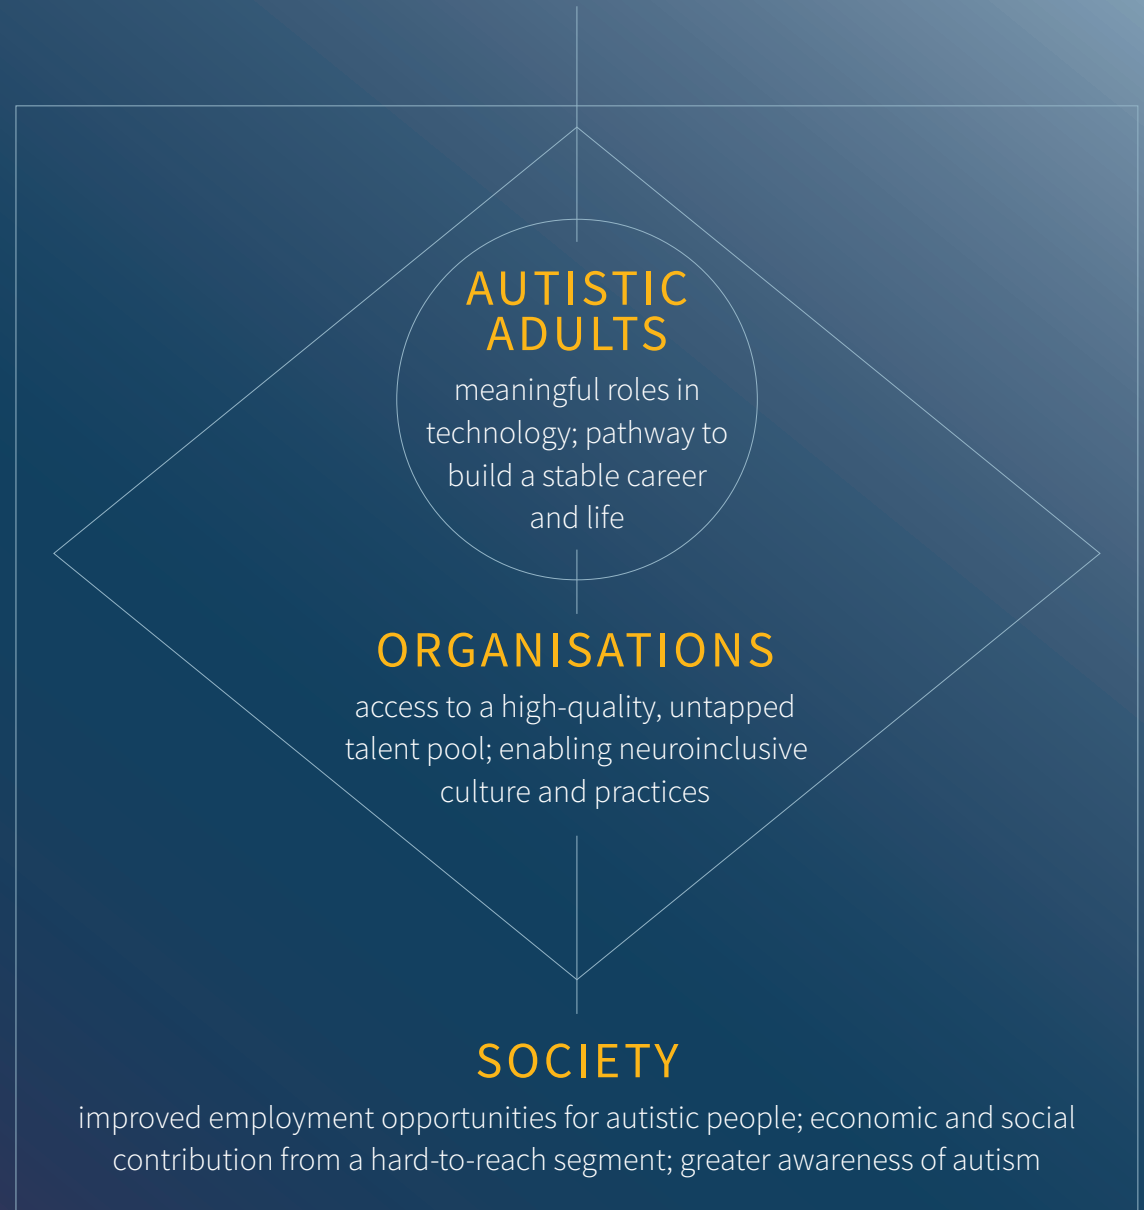 AUTISTIC
ADULTS
meaningful roles in
technology; pathway to
build a stable career
and life
ORGANISATIONS
access to a high-quality, untapped
talent pool; enabling neuroinclusive
culture and practices
SOCIETY
improved employment opportunities for autistic people; economic and social
contribution from a hard-to-reach segment; greater awareness of autism